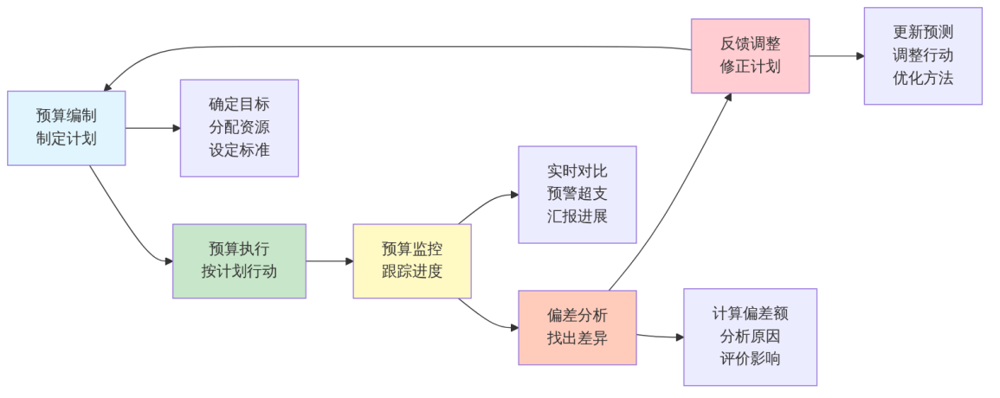 预算编制
制定计划
确定目标
分配资源
设定标准
预算执行
按计划行动
预算监控
跟踪进度
实时对比
预警超支
汇报进展
偏差分析
找出差异
计算偏差额
分析原因
评价影响
反馈调整
修正计划
更新预测
调整行动
优化方法